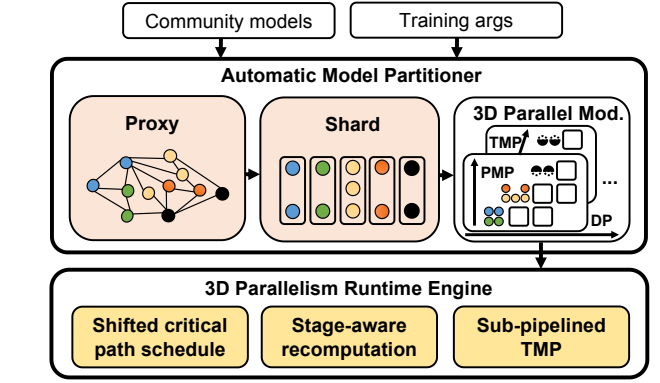 Community models
Training args
Automatic Model Partitioner
Proxy
Shard
3D Parallel Mod.
TMP
PMP
...
DP
3D Parallelism Runtime Engine
Shifted critical
path schedule
Stage-aware
recomputation
Sub-pipelined
TMP